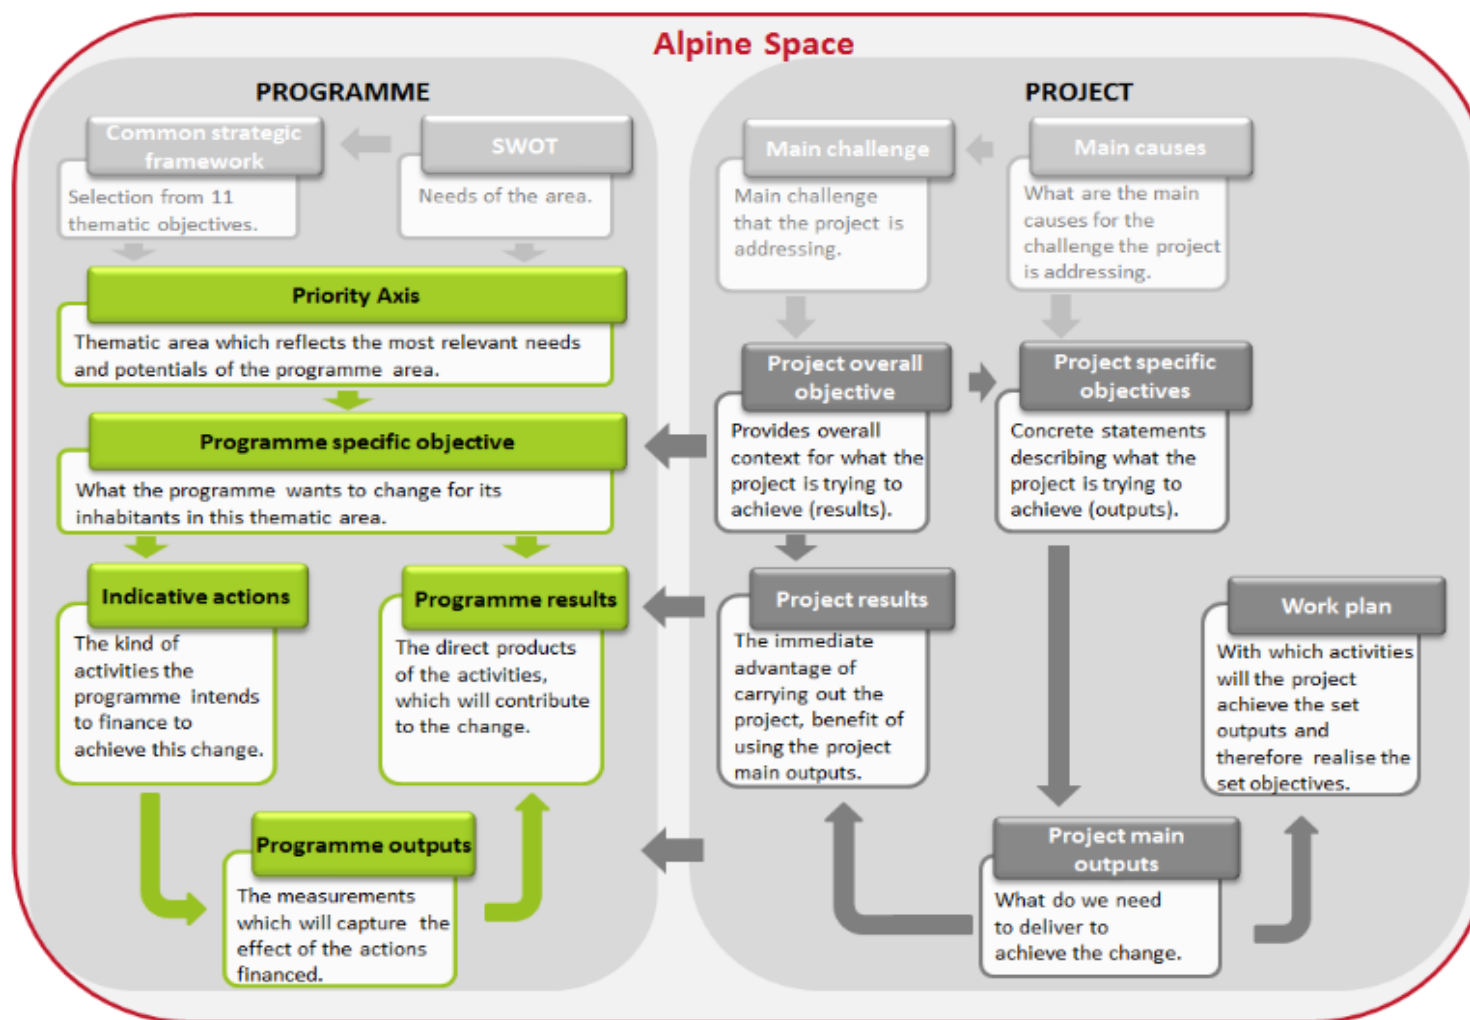 Alpine Space
PROGRAMME
Common strategic
framework
Selection from 11
thematic objectives.
SWOT
Needs of the area.
Priority Axis
Thematic area which reflects the most relevant needs
and potentials of the programme area.
Programme specific objective
What the programme wants to change for its
inhabitants in this thematic area.
Indicative actions
The kind of
activities the
programme intends
to finance to
achieve this change.
Programme results
The direct products
of the activities,
which will contribute
to the change.
Programme outputs
The measurements
which will capture the
effect of the actions
financed.
PROJECT
Main challenge
Main challenge
that the project is
addressing.
Main causes
What are the main
causes for the
challenge the project
is addressing.
Project overall
objective
Provides overall
context for what the
project is trying to
achieve (results).
Project specific
objectives
Concrete statements
describing what the
project is trying to
achieve (outputs).
Project results
The immediate
advantage of
carrying out the
project, benefit of
using the project
main outputs.
Work plan
With which activities
will the project
achieve the set
outputs and
therefore realise the
set objectives.
Project main
outputs
What do we need
to deliver to
achieve the change.